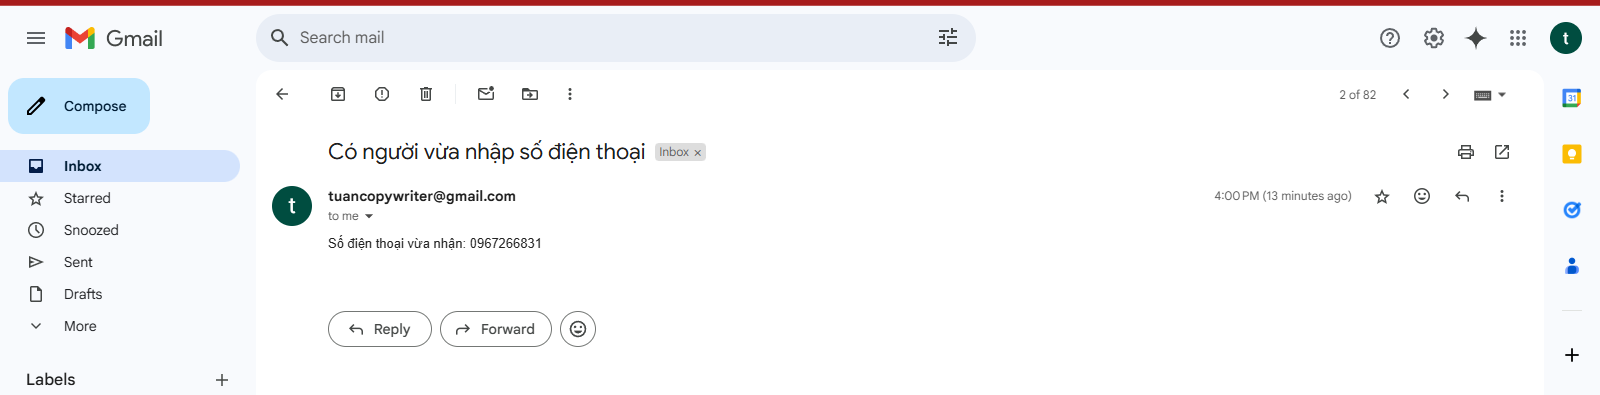 Gmail
Search mail
t
Compose
2 of 82
31
Có người vừa nhập số điện thoại
Inbox x
Inbox
Starred
Snoozed
Sent
Drafts
More
Labels
t
tuancopywriter@gmail.com
4:00 PM (13 minutes ago)
to me
Số điện thoại vừa nhận: 0967266831
Reply
Forward